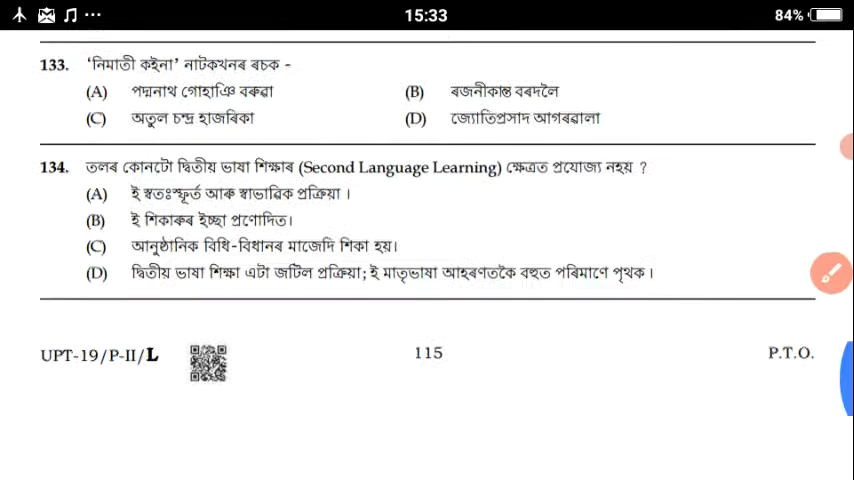 15:33
84%
133. ‘নিমাতী কইনা’ নাটকখনৰ ৰচক -
(A) পদ্মনাথ গোহাঞি বৰুৱা (B) ৰজনীকান্ত বৰদলৈ
(C) অতুল চন্দ্ৰ হাজৰিকা (D) জ্যোতিপ্ৰসাদ আগৰৱালা
134. তলৰ কোনটো দ্বিতীয় ভাষা শিক্ষাৰ (Second Language Learning) ক্ষেত্ৰত প্ৰযোজ্য নহয় ?
(A) ই স্বতঃস্ফূৰ্ত আৰু স্বাভাৱিক প্ৰক্ৰিয়া ।
(B) ই শিকাৰুৰ ইচ্ছা প্ৰণোদিত।
(C) আনুষ্ঠানিক বিধি-বিধানৰ মাজেদি শিকা হয়।
(D) দ্বিতীয় ভাষা শিক্ষা এটা জটিল প্ৰক্ৰিয়া; ই মাতৃভাষা আহৰণতকৈ বহুত পৰিমাণে পৃথক ।
UPT-19/P-II/L 115 P.T.O.